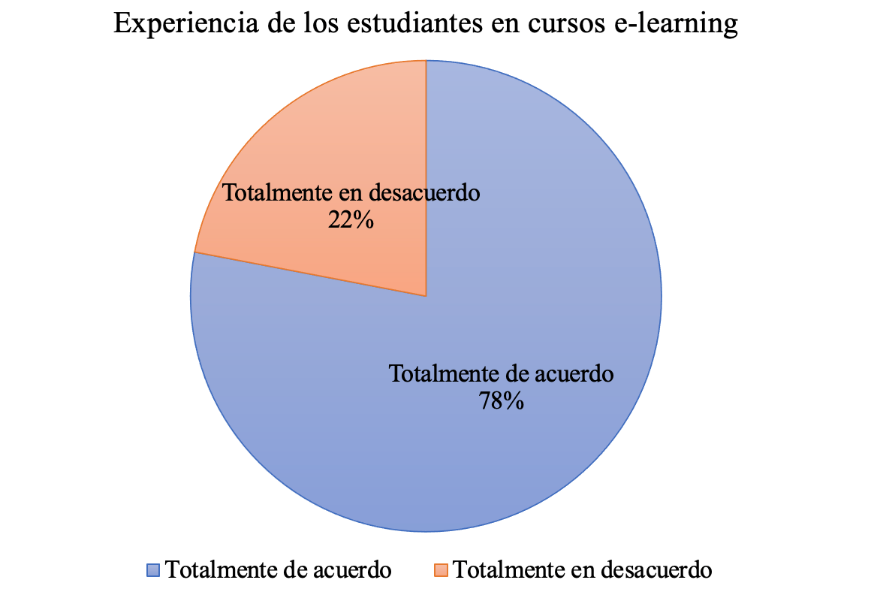 Experiencia de los estudiantes en cursos e-learning
Totalmente en desacuerdo
22%
Totalmente de acuerdo
78%
Totalmente de acuerdo
Totalmente en desacuerdo